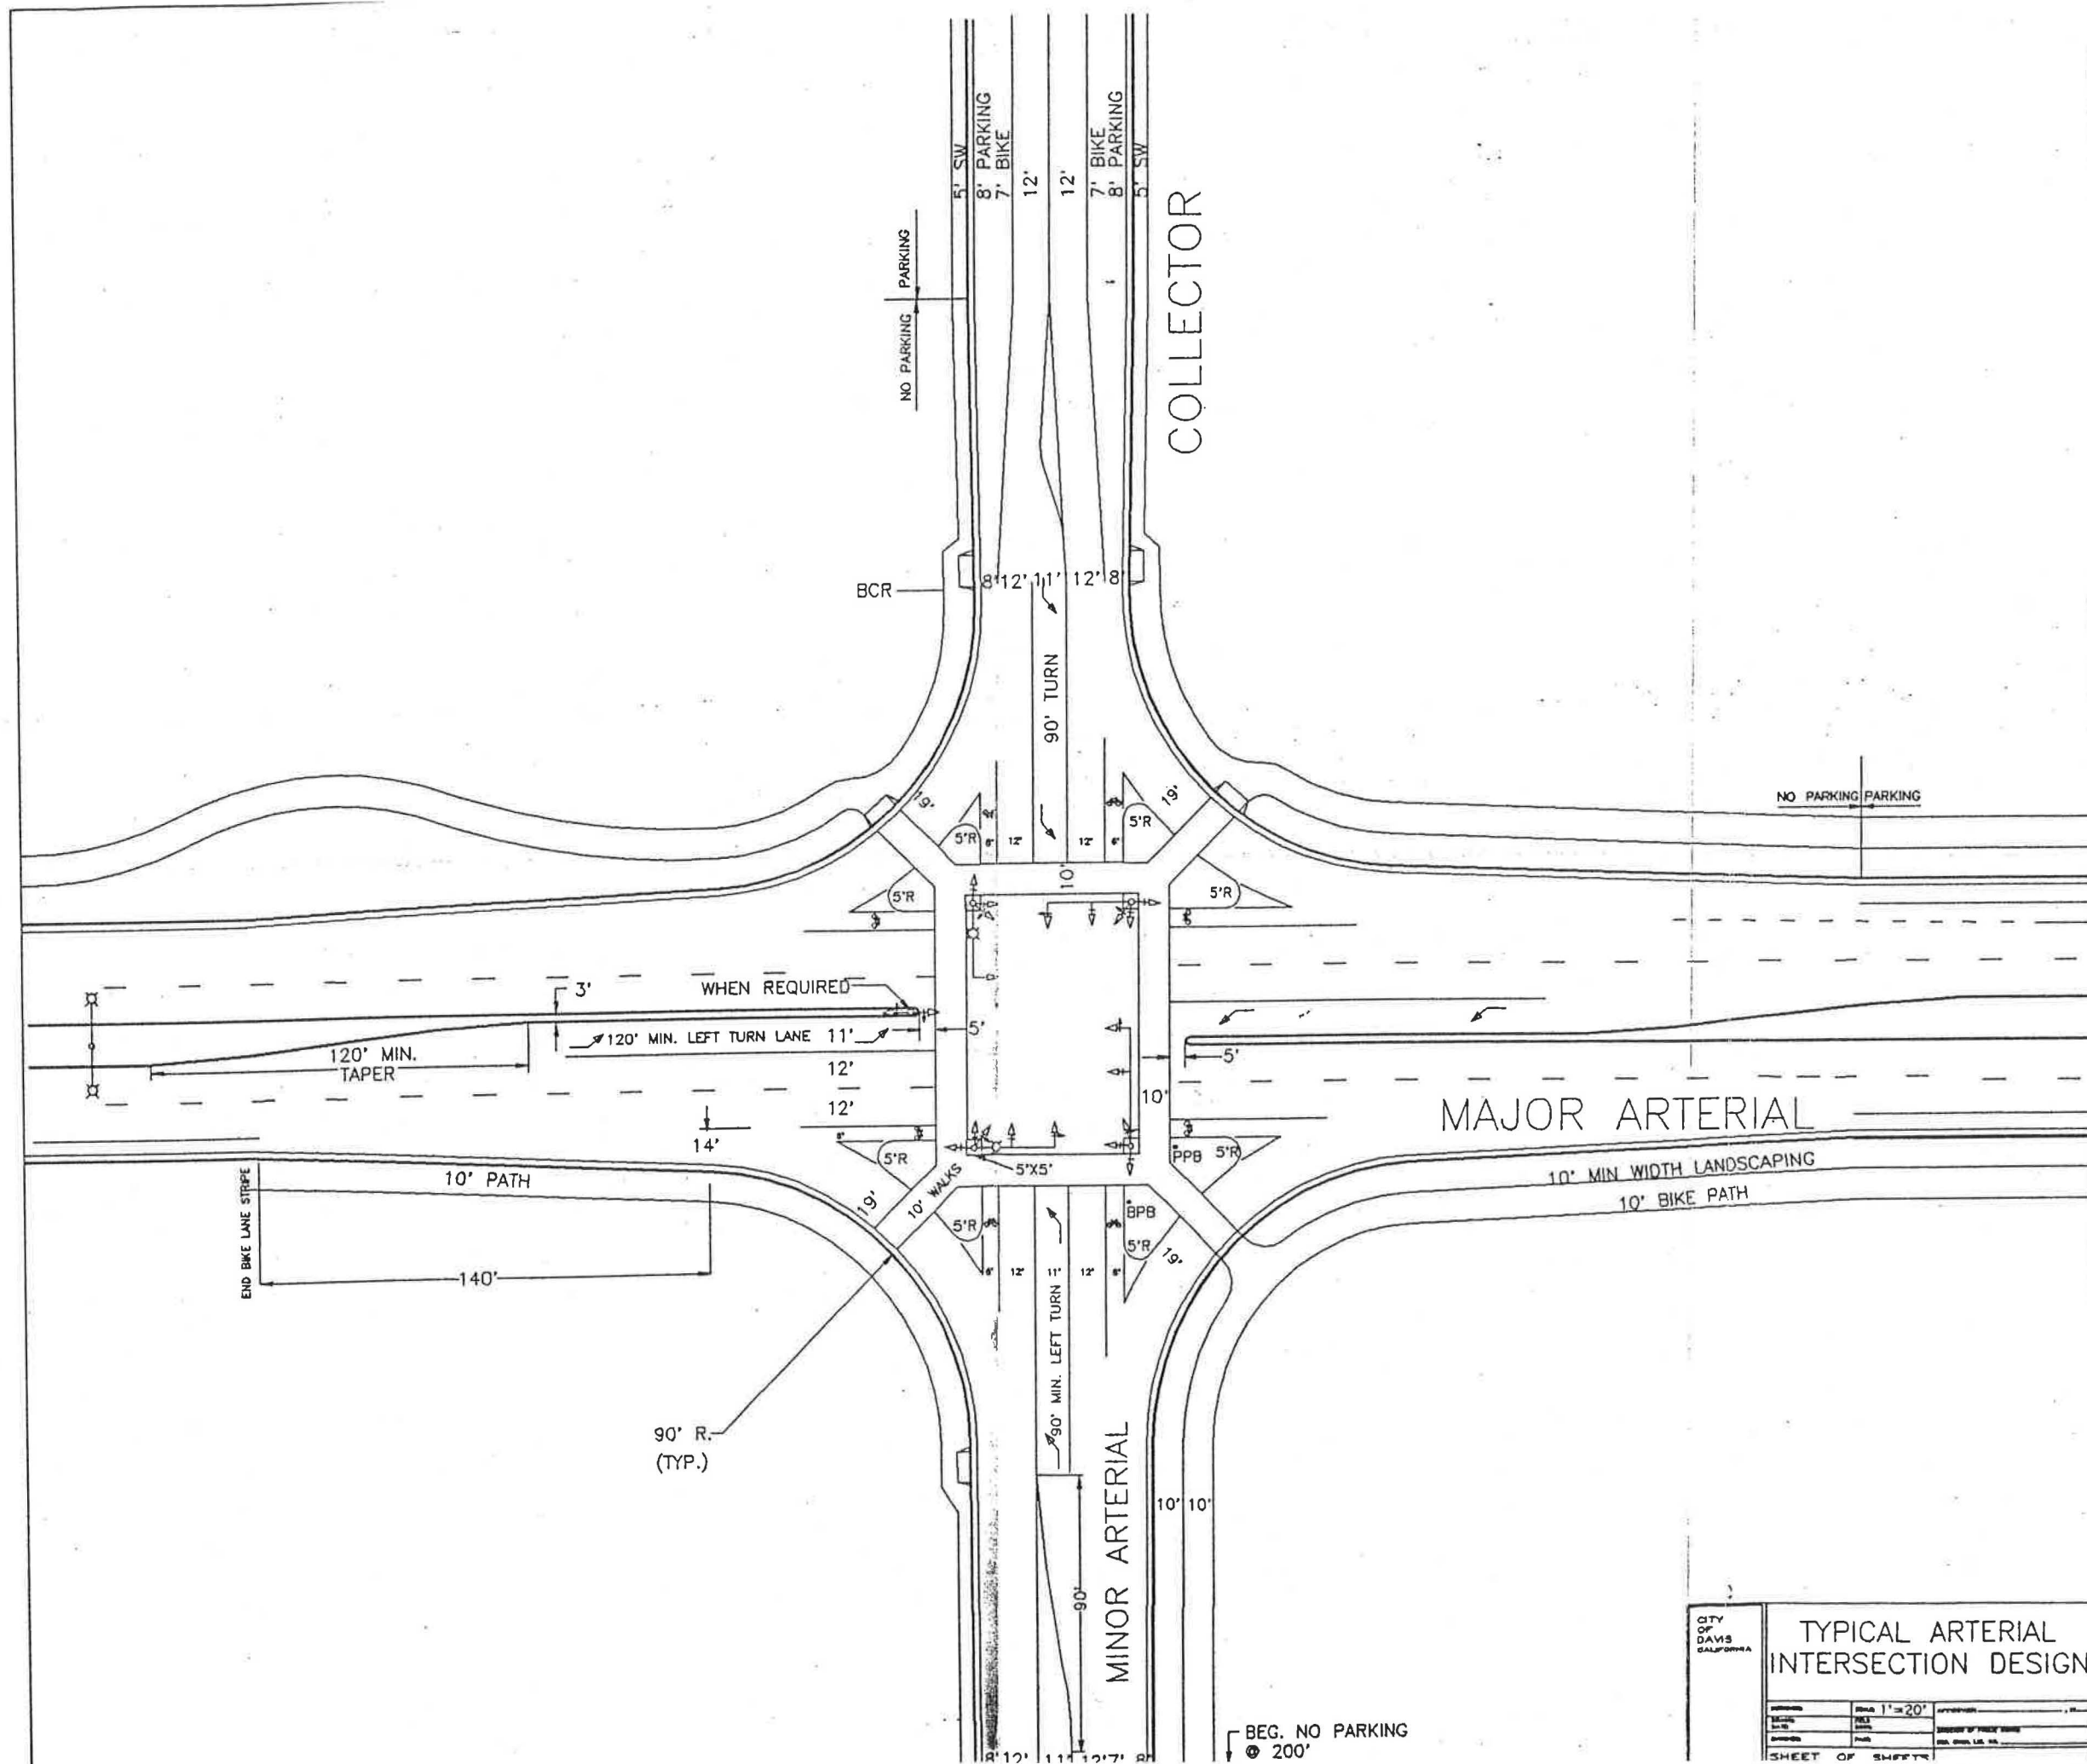 5' SW
8' PARKING
7' BIKE
12'
12'
7' BIKE
8' PARKING
5' SW
COLLECTOR
PARKING
NO PARKING
BCR
8' 12' 11' 12' 8'
90' TURN
NO PARKING PARKING
19'
19'
5'R
6'
12'
12'
6'
5'R
10'
5'R
5'R
3'
WHEN REQUIRED
120' MIN. LEFT TURN LANE 11'
5'
120' MIN.
TAPER
12'
5'
12'
10'
MAJOR ARTERIAL
14'
6'
5'R
5'X5'
PPB
5'R
10' PATH
10' WALKS
19'
10' MIN WIDTH LANDSCAPING
10' BIKE PATH
END BIKE LANE STRIPE
140'
5'R
BPB
5'R
19'
6'
12'
11'
12'
6'
90' MIN. LEFT TURN
90' R.
(TYP.)
MINOR ARTERIAL
10' 10'
90'
8' 12' 11' 12' 7' 8'
BEG. NO PARKING
@ 200'
CITY
OF
DAVIS
CALIFORNIA
TYPICAL ARTERIAL
INTERSECTION DESIGN
1"=20'
SHEET OF SHEETS